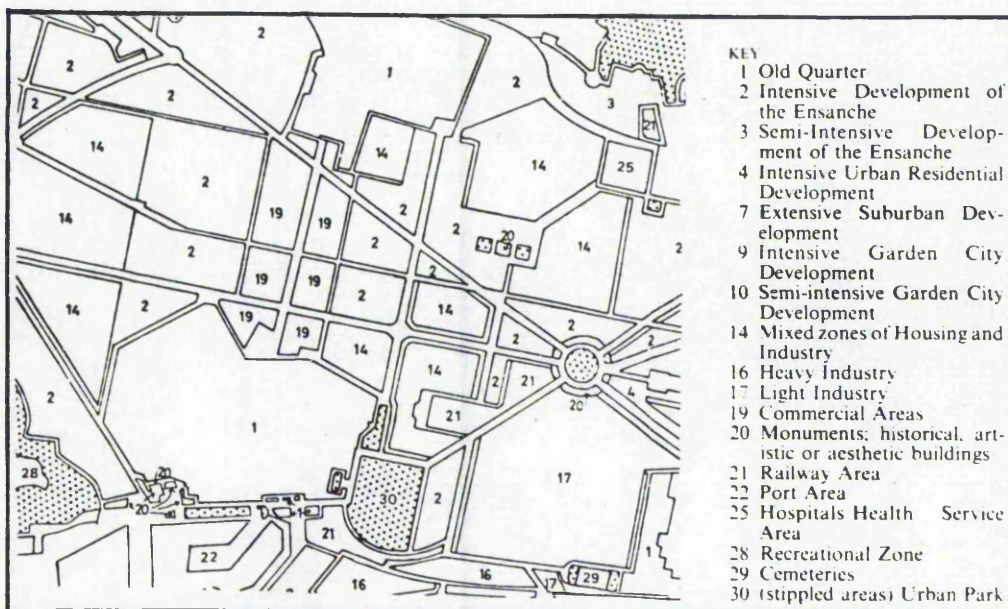 2
2 1 2
2 2 3
27
14 14 14 25
2
19 19 2 2
14 2 2 20 14 2
19 19 2 2
14 2 14 2
19 19 2 2
14 14 2 21
21 20 4
2 1 17
28 20 30 2
20 1
22 21
16 16 17 29 1
KEY
1 Old Quarter
2 Intensive Development of
the Ensanche
3 Semi-Intensive Develop-
ment of the Ensanche
4 Intensive Urban Residential
Development
7 Extensive Suburban Dev-
elopment
9 Intensive Garden City
Development
10 Semi-intensive Garden City
Development
14 Mixed zones of Housing and
Industry
16 Heavy Industry
17 Light Industry
19 Commercial Areas
20 Monuments: historical, art-
istic or aesthetic buildings
21 Railway Area
22 Port Area
25 Hospitals Health Service
Area
28 Recreational Zone
29 Cemeteries
30 (stippled areas) Urban Park